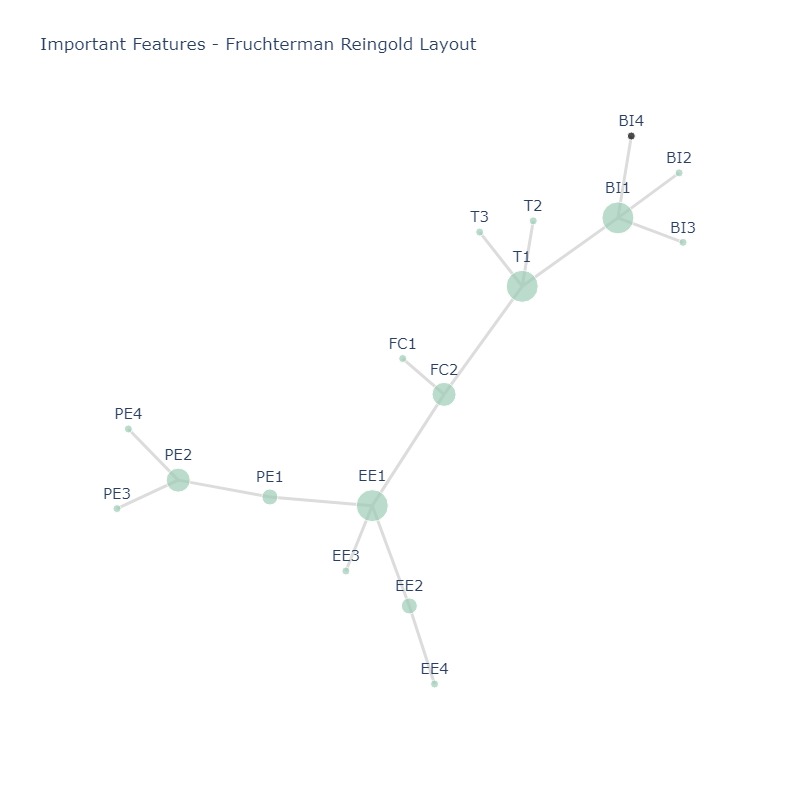 Important Features - Fruchterman Reingold Layout
BI4
BI2
BI1
T2
T3
BI3
T1
FC1
FC2
PE4
PE2
EE1
PE1
PE3
EE3
EE2
EE4